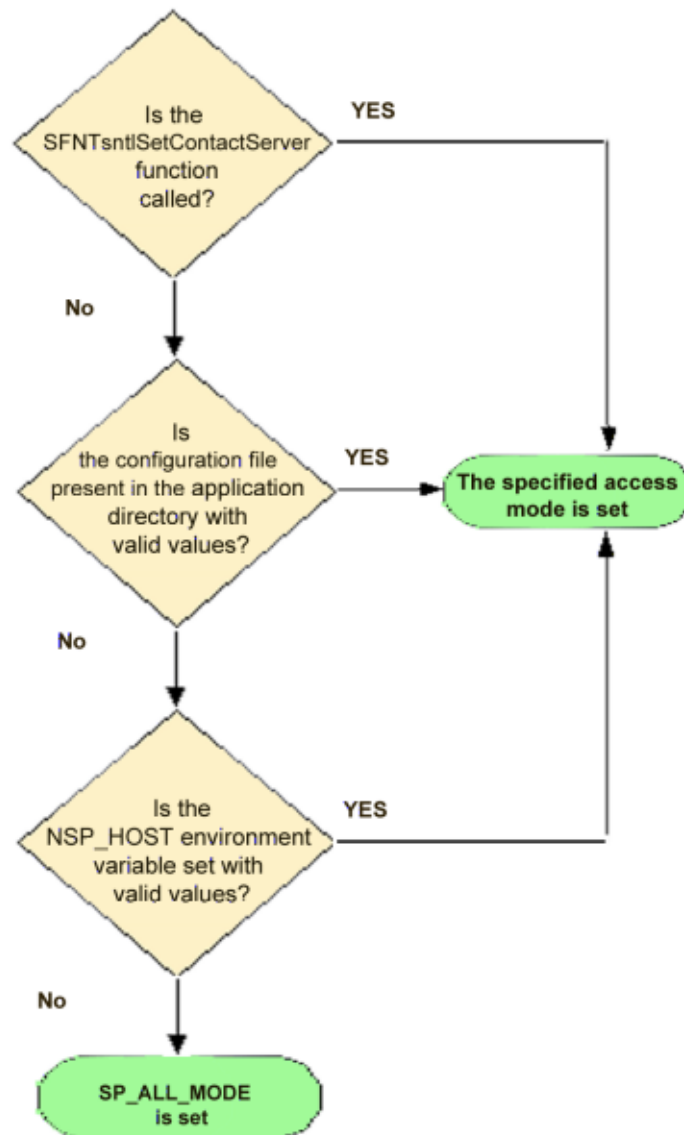 Is the
SFNTsntlSetContactServer
function
called?
YES
No
Is
the configuration file
present in the application
directory with
valid values?
YES
The specified access
mode is set
No
Is the
NSP_HOST environment
variable set with
valid values?
YES
No
SP_ALL_MODE
is set